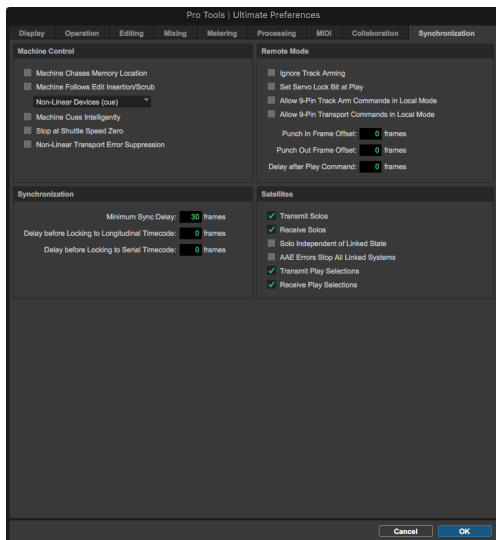 Pro Tools | Ultimate Preferences
Display Operation Editing Mixing Metering Processing MIDI Collaboration Synchronization
Machine Control
Machine Chases Memory Location
Machine Follows Edit Insertion/Scrub
Non-Linear Devices (cue)
Machine Cues Intelligently
Stop at Shuttle Speed Zero
Non-Linear Transport Error Suppression
Remote Mode
Ignore Track Arming
Set Servo Lock Bit at Play
Allow 9-Pin Track Arm Commands in Local Mode
Allow 9-Pin Transport Commands in Local Mode
Punch In Frame Offset: 0 frames
Punch Out Frame Offset: 0 frames
Delay after Play Command: 0 frames
Synchronization
Minimum Sync Delay: 30 frames
Delay before Locking to Longitudinal Timecode: 0 frames
Delay before Locking to Serial Timecode: 0 frames
Satellites
Transmit Solos
Receive Solos
Solo Independent of Linked State
AAE Errors Stop All Linked Systems
Transmit Play Selections
Receive Play Selections
Cancel OK